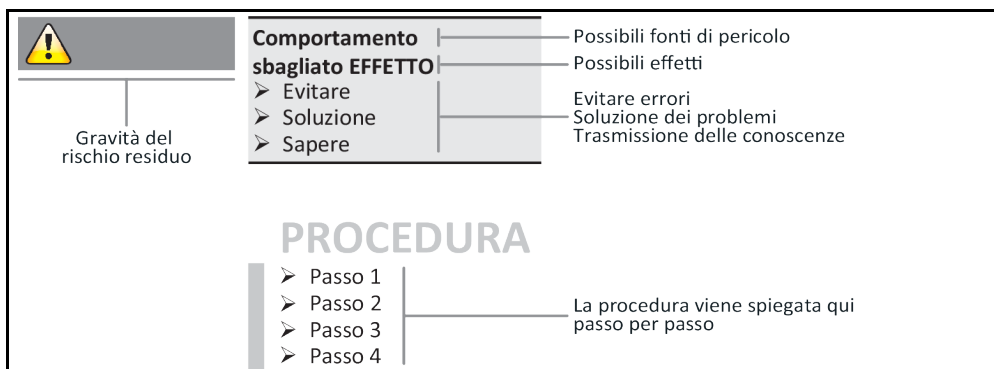 Comportamento
sbagliato EFFETTO
➢ Evitare
➢ Soluzione
➢ Sapere
Possibili fonti di pericolo
Possibili effetti
Evitare errori
Soluzione dei problemi
Trasmissione delle conoscenze
Gravità del
rischio residuo
PROCEDURA
➢ Passo 1
➢ Passo 2
➢ Passo 3
➢ Passo 4
La procedura viene spiegata qui
passo per passo